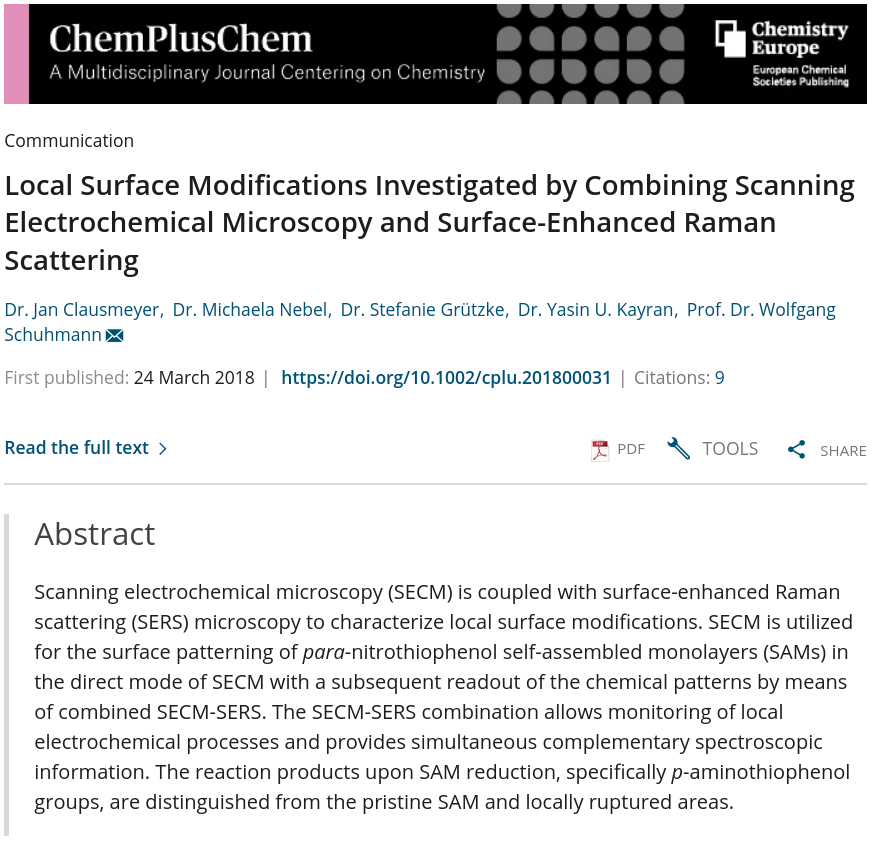 ChemPlusChem
A Multidisciplinary Journal Centering on Chemistry
Chemistry
Europe
European Chemical
Societies Publishing
Communication
Local Surface Modifications Investigated by Combining Scanning
Electrochemical Microscopy and Surface-Enhanced Raman
Scattering
Dr. Jan Clausmeyer, Dr. Michaela Nebel, Dr. Stefanie Grützke, Dr. Yasin U. Kayran, Prof. Dr. Wolfgang
Schuhmann
First published: 24 March 2018 | https://doi.org/10.1002/cplu.201800031 | Citations: 9
Read the full text
PDF TOOLS SHARE
Abstract
Scanning electrochemical microscopy (SECM) is coupled with surface-enhanced Raman
scattering (SERS) microscopy to characterize local surface modifications. SECM is utilized
for the surface patterning of para-nitrothiophenol self-assembled monolayers (SAMs) in
the direct mode of SECM with a subsequent readout of the chemical patterns by means
of combined SECM-SERS. The SECM-SERS combination allows monitoring of local
electrochemical processes and provides simultaneous complementary spectroscopic
information. The reaction products upon SAM reduction, specifically p-aminothiophenol
groups, are distinguished from the pristine SAM and locally ruptured areas.